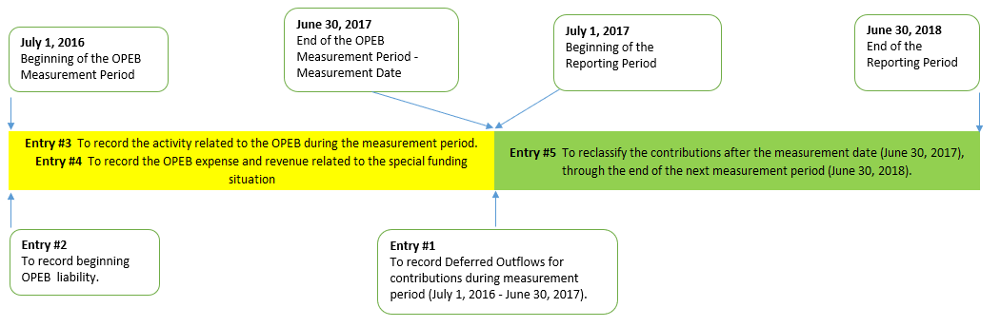 July 1, 2016
Beginning of the OPEB
Measurement Period
June 30, 2017
End of the OPEB
Measurement Period -
Measurement Date
July 1, 2017
Beginning of the
Reporting Period
June 30, 2018
End of the
Reporting Period
Entry #3 To record the activity related to the OPEB during the measurement period.
Entry #4 To record the OPEB expense and revenue related to the special funding
situation
Entry #5 To reclassify the contributions after the measurement date (June 30, 2017),
through the end of the next measurement period (June 30, 2018).
Entry #2
To record beginning
OPEB liability.
Entry #1
To record Deferred Outflows for
contributions during measurement
period (July 1, 2016 - June 30, 2017).